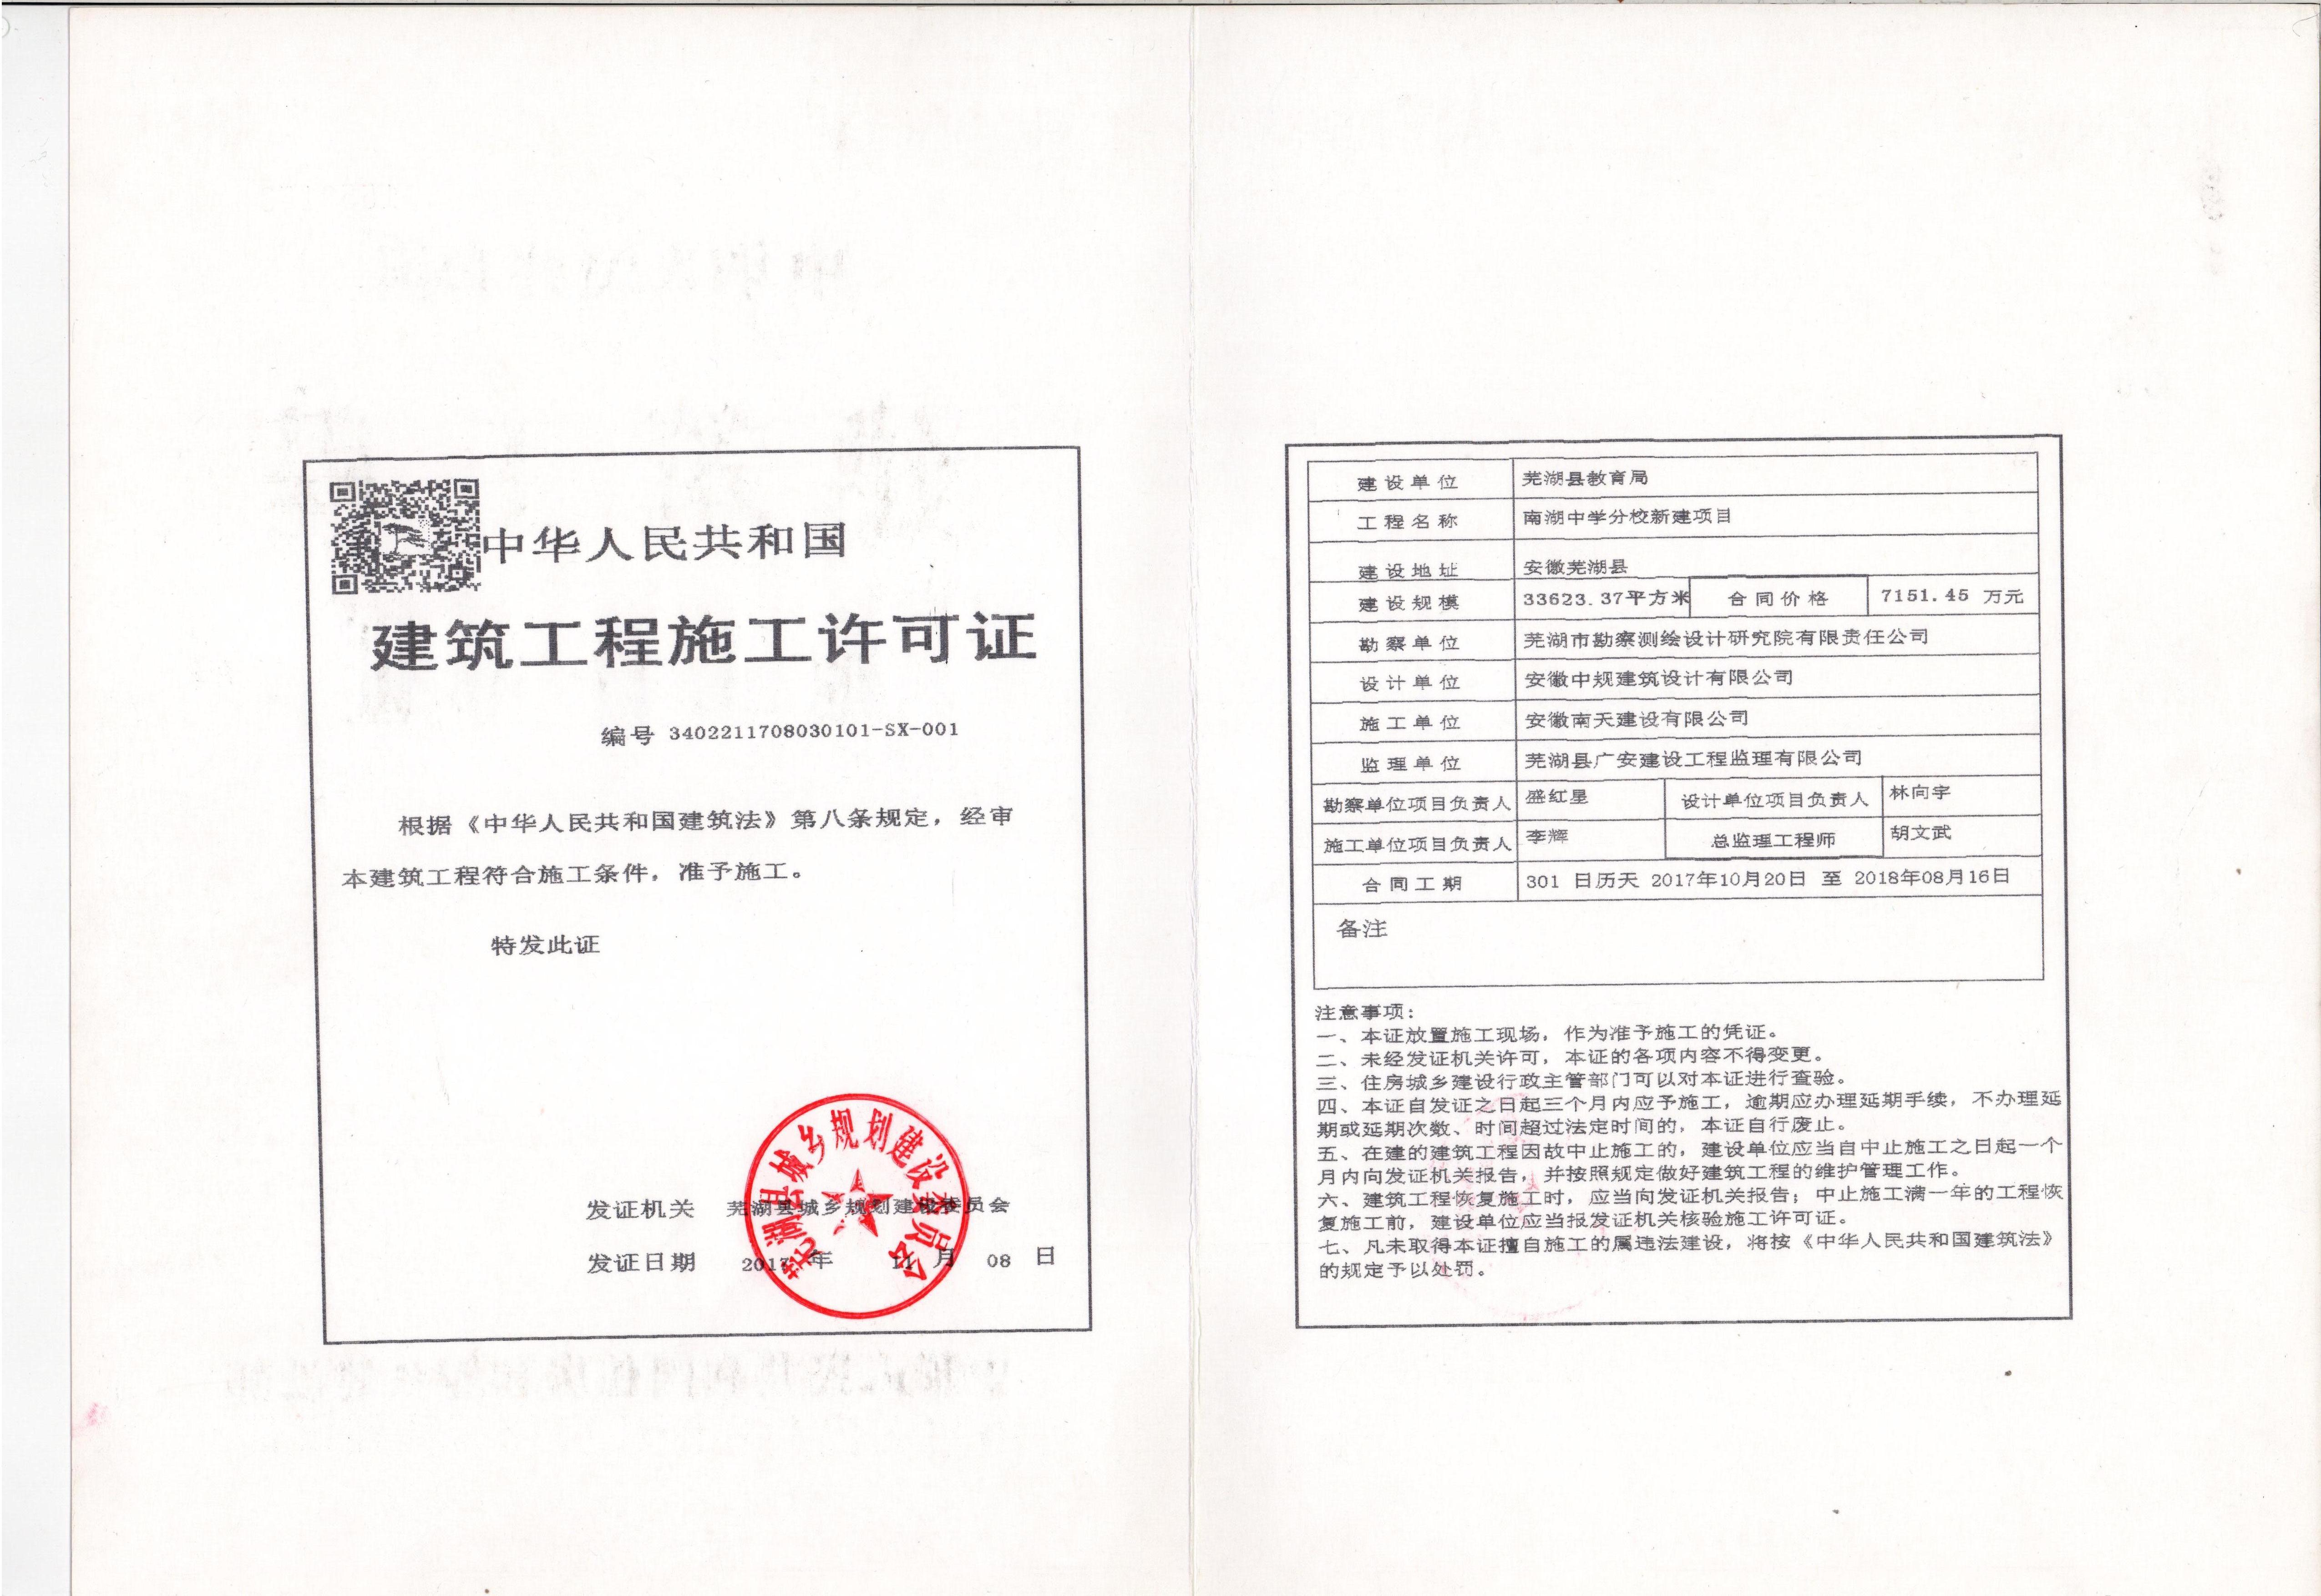 中华人民共和国
建筑工程施工许可证
编号 3402211708030101-SX-001
根据《中华人民共和国建筑法》第八条规定，经审
本建筑工程符合施工条件，准予施工。
特发此证
发证机关 芜湖县城乡规划建设委员会
发证日期 2017 年 11 月 08 日
芜湖县城乡规划建设委员会
建设单位 芜湖县教育局
工程名称 南湖中学分校新建项目
建设地址 安徽芜湖县
建设规模 33623.37平方米 合同价格 7151.45 万元
勘察单位 芜湖市勘察测绘设计研究院有限责任公司
设计单位 安徽中规建筑设计有限公司
施工单位 安徽南天建设有限公司
监理单位 芜湖县广安建设工程监理有限公司
勘察单位项目负责人 盛红星 设计单位项目负责人 林向宇
施工单位项目负责人 李辉 总监理工程师 胡文武
合同工期 301 日历天 2017年10月20日 至 2018年08月16日
备注
注意事项：
一、本证放置施工现场，作为准予施工的凭证。
二、未经发证机关许可，本证的各项内容不得变更。
三、住房城乡建设行政主管部门可以对本证进行查验。
四、本证自发证之日起三个月内应予施工，逾期应办理延期手续，不办理延
期或延期次数、时间超过法定时间的，本证自行废止。
五、在建的建筑工程因故中止施工的，建设单位应当自中止施工之日起一个
月内向发证机关报告，并按照规定做好建筑工程的维护管理工作。
六、建筑工程恢复施工时，应当向发证机关报告；中止施工满一年的工程恢
复施工前，建设单位应当报发证机关核验施工许可证。
七、凡未取得本证擅自施工的属违法建设，将按《中华人民共和国建筑法》
的规定予以处罚。